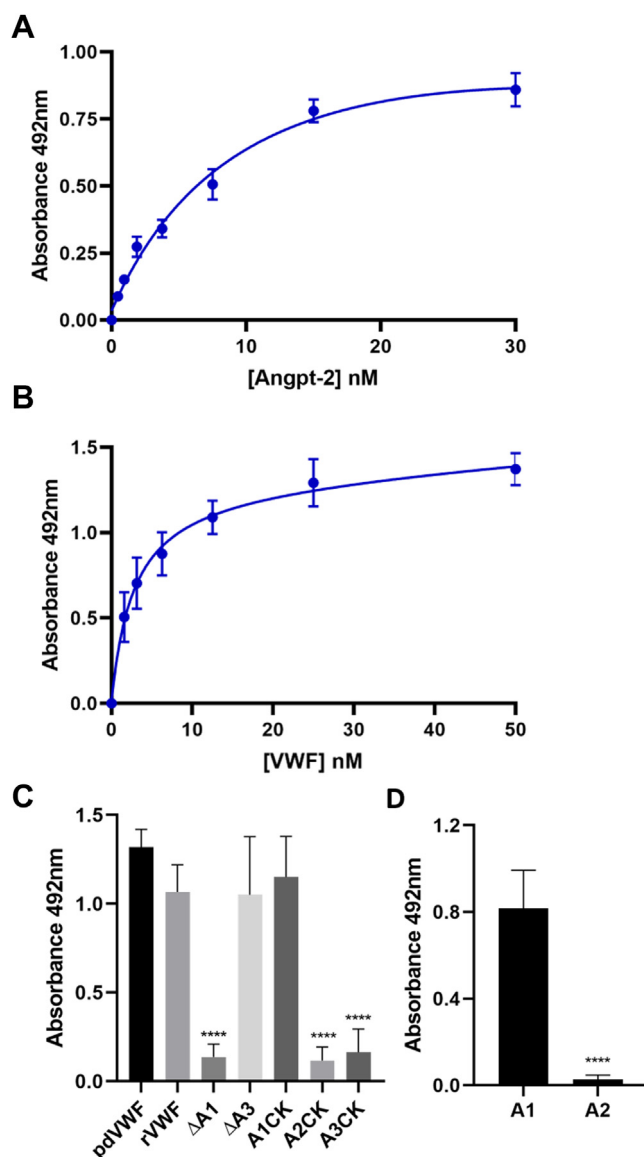 A
1.00
0.75
0.50
0.25
0.00
Absorbance 492nm
0 10 20 30
[Angpt-2] nM
B
1.5
1.0
0.5
0.0
Absorbance 492nm
0 10 20 30 40 50
[VWF] nM
C
1.5
1.0
0.5
0.0
Absorbance 492nm
**** **** ****
pdVWF rVWF ΔA1 ΔA3 A1CK A2CK A3CK
D
1.2
0.8
0.4
0.0
Absorbance 492nm
****
A1 A2